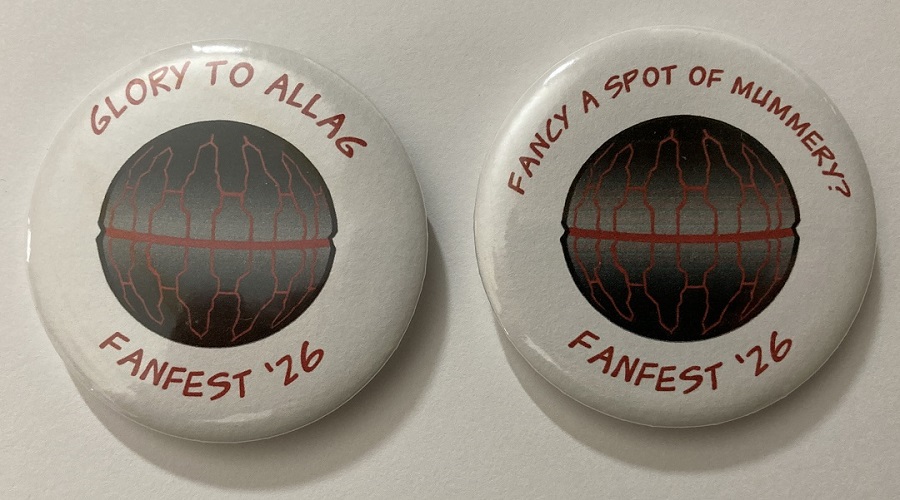 GLORY TO ALLAG
FANFEST '26
FANCY A SPOT OF MUMMERY?
FANFEST '26